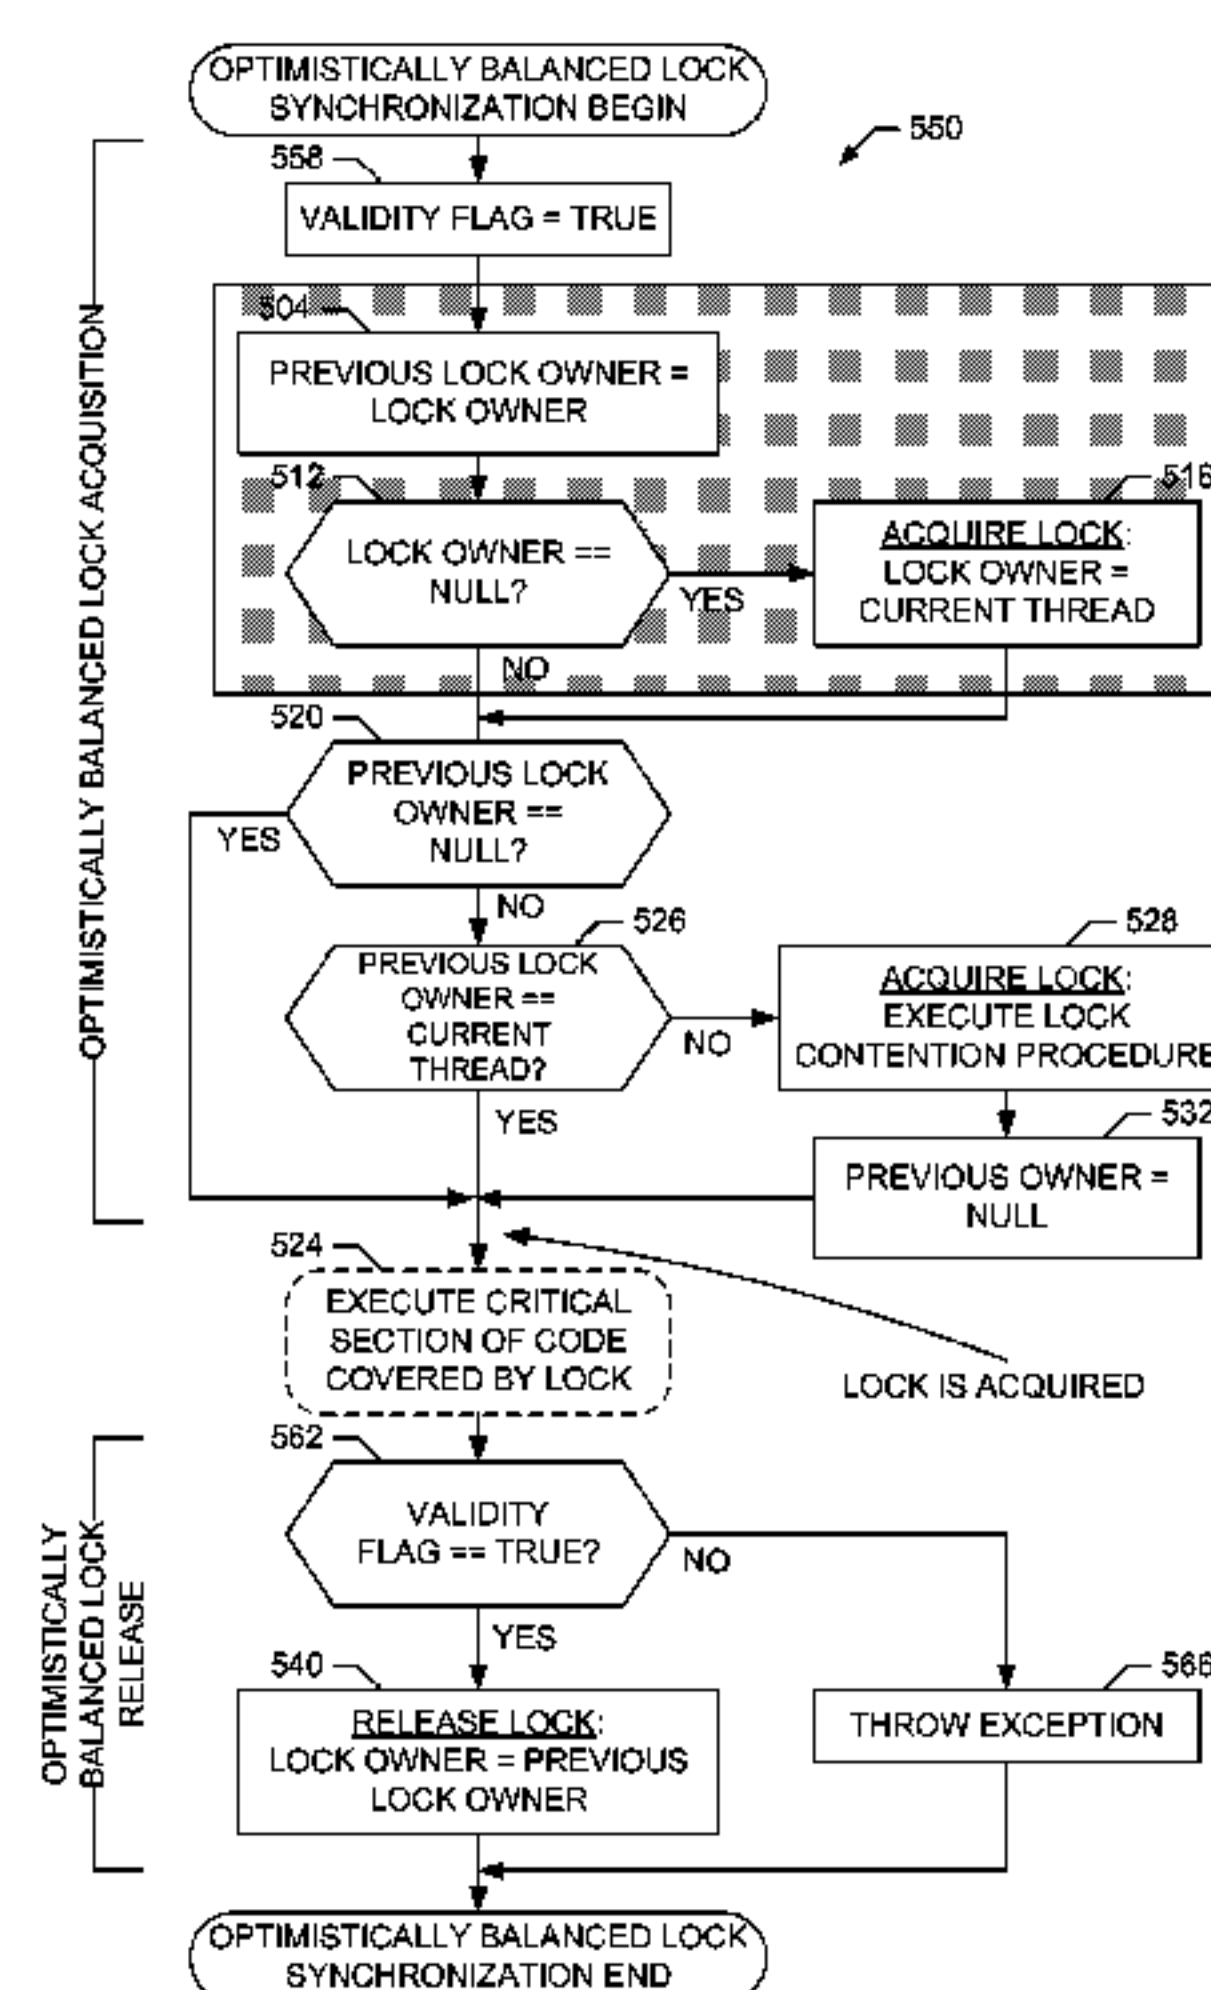 OPTIMISTICALLY BALANCED LOCK
SYNCHRONIZATION BEGIN
550
558
VALIDITY FLAG = TRUE
OPTIMISTICALLY BALANCED LOCK ACQUISITION
504
PREVIOUS LOCK OWNER =
LOCK OWNER
512
LOCK OWNER ==
NULL?
YES
NO
516
ACQUIRE LOCK:
LOCK OWNER =
CURRENT THREAD
520
PREVIOUS LOCK
OWNER ==
NULL?
YES
NO
526
PREVIOUS LOCK
OWNER ==
CURRENT
THREAD?
NO
YES
528
ACQUIRE LOCK:
EXECUTE LOCK
CONTENTION PROCEDURE
532
PREVIOUS OWNER =
NULL
524
EXECUTE CRITICAL
SECTION OF CODE
COVERED BY LOCK
LOCK IS ACQUIRED
OPTIMISTICALLY
BALANCED LOCK
RELEASE
562
VALIDITY
FLAG == TRUE?
NO
YES
540
RELEASE LOCK:
LOCK OWNER = PREVIOUS
LOCK OWNER
566
THROW EXCEPTION
OPTIMISTICALLY BALANCED LOCK
SYNCHRONIZATION END